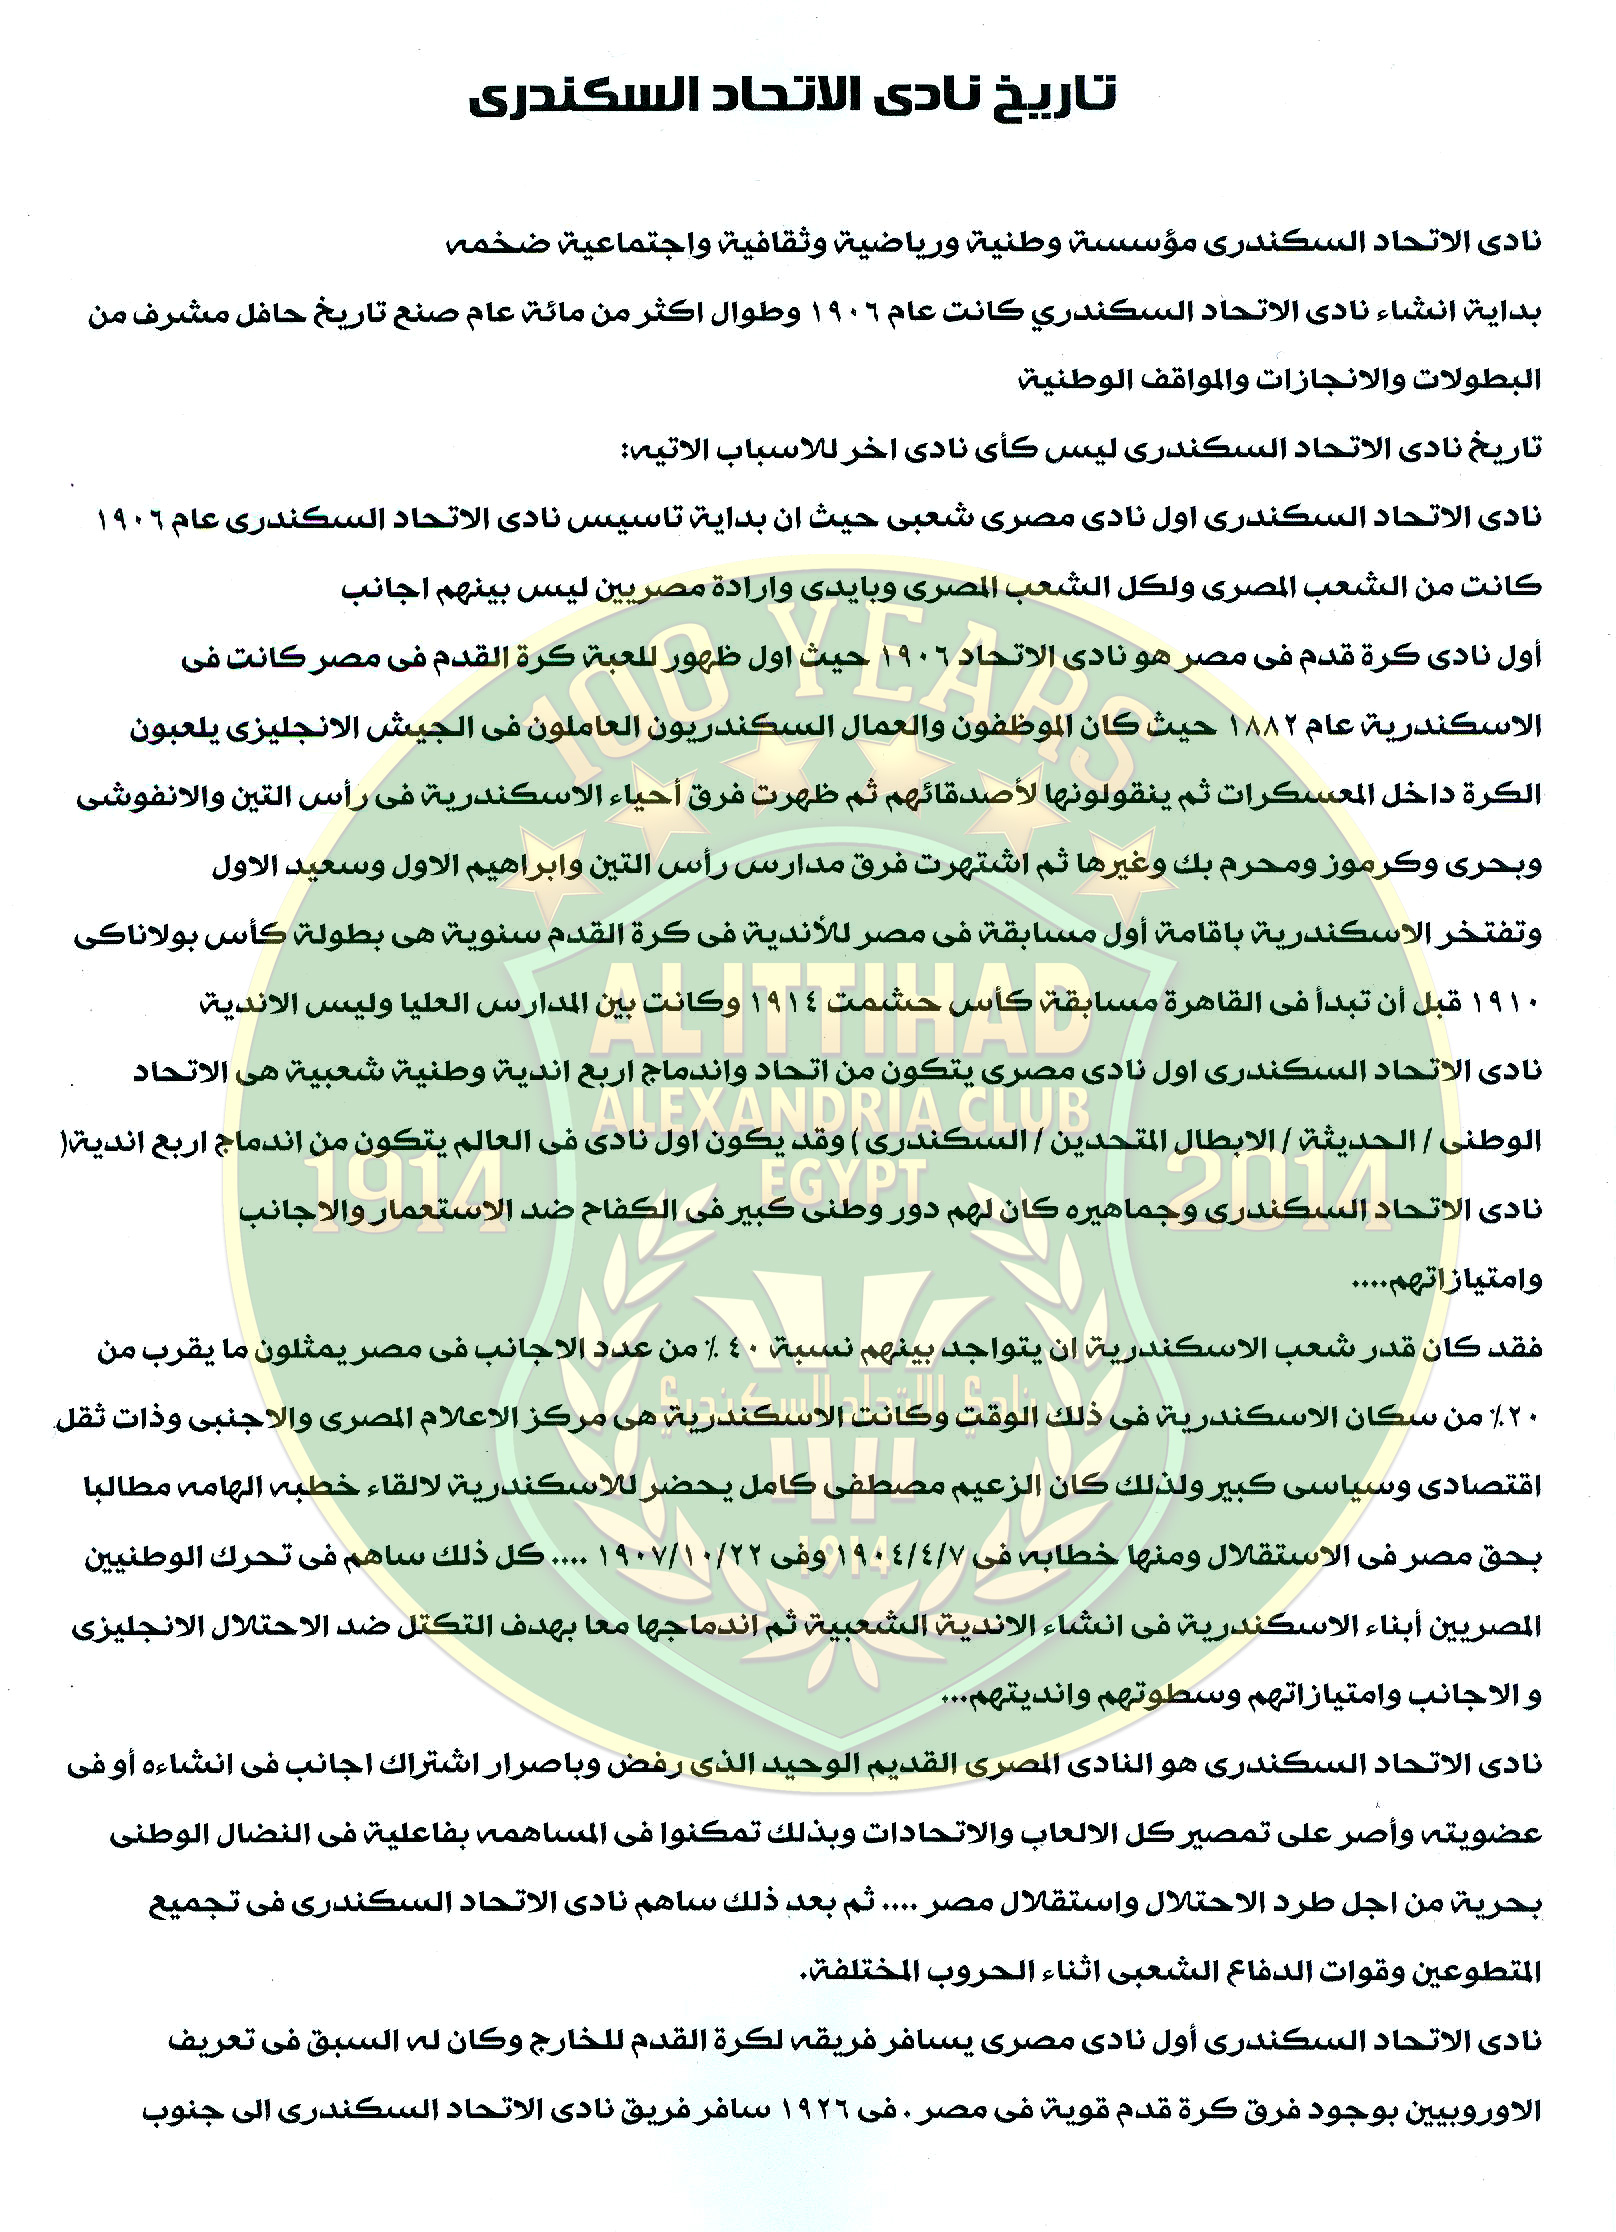 تاريخ نادى الاتحاد السكندرى
نادى الاتحاد السكندرى مؤسسة وطنية ورياضية وثقافية واجتماعية ضخمه
بداية انشاء نادى الاتحاد السكندري كانت عام ١٩٠٦ وطوال اكثر من مائة عام صنع تاريخ حافل مشرف من
البطولات والانجازات والمواقف الوطنية
تاريخ نادى الاتحاد السكندرى ليس كأى نادى اخر للاسباب الاتيه:
نادى الاتحاد السكندرى اول نادى مصرى شعبى حيث ان بداية تاسيس نادى الاتحاد السكندرى عام ١٩٠٦
كانت من الشعب المصرى ولكل الشعب المصرى وبايدى وارادة مصريين ليس بينهم اجانب
أول نادى كرة قدم فى مصر هو نادى الاتحاد ١٩٠٦ حيث اول ظهور للعبة كرة القدم فى مصر كانت فى
الاسكندرية عام ١٨٨٢ حيث كان الموظفون والعمال السكندريون العاملون فى الجيش الانجليزى يلعبون
الكرة داخل المعسكرات ثم ينقولونها لأصدقائهم ثم ظهرت فرق أحياء الاسكندرية فى رأس التين والانفوشى
وبحرى وكرموز ومحرم بك وغيرها ثم اشتهرت فرق مدارس رأس التين وابراهيم الاول وسعيد الاول
وتفتخر الاسكندرية باقامة أول مسابقة فى مصر للأندية فى كرة القدم سنوية هى بطولة كأس بولاناكى
١٩١٠ قبل أن تبدأ فى القاهرة مسابقة كأس حشمت ١٩١٤ وكانت بين المدارس العليا وليس الاندية
نادى الاتحاد السكندرى اول نادى مصرى يتكون من اتحاد واندماج اربع اندية وطنية شعبية هى الاتحاد
الوطنى / الحديثة / الابطال المتحدين / السكندرى ) وقد يكون اول نادى فى العالم يتكون من اندماج اربع اندية(
نادى الاتحاد السكندرى وجماهيره كان لهم دور وطنى كبير فى الكفاح ضد الاستعمار والاجانب
وامتيازاتهم....
فقد كان قدر شعب الاسكندرية ان يتواجد بينهم نسبة ٤٠ ٪ من عدد الاجانب فى مصر يمثلون ما يقرب من
٢٠٪ من سكان الاسكندرية فى ذلك الوقت وكانت الاسكندرية هى مركز الاعلام المصرى والاجنبى وذات ثقل
اقتصادى وسياسى كبير ولذلك كان الزعيم مصطفى كامل يحضر للاسكندرية لالقاء خطبه الهامه مطالبا
بحق مصر فى الاستقلال ومنها خطابه فى ١٩٠٤/٤/٧ وفى ١٩٠٧/١٠/٢٢ .... كل ذلك ساهم فى تحرك الوطنيين
المصريين أبناء الاسكندرية فى انشاء الاندية الشعبية ثم اندماجها معا بهدف التكتل ضد الاحتلال الانجليزى
و الاجانب وامتيازاتهم وسطوتهم وانديتهم...
نادى الاتحاد السكندرى هو النادى المصرى القديم الوحيد الذى رفض وباصرار اشتراك اجانب فى انشاءه أو فى
عضويته وأصر على تمصير كل الالعاب والاتحادات وبذلك تمكنوا فى المساهمه بفاعلية فى النضال الوطنى
بحرية من اجل طرد الاحتلال واستقلال مصر .... ثم بعد ذلك ساهم نادى الاتحاد السكندرى فى تجميع
المتطوعين وقوات الدفاع الشعبى اثناء الحروب المختلفة.
نادى الاتحاد السكندرى أول نادى مصرى يسافر فريقه لكرة القدم للخارج وكان له السبق فى تعريف
الاوروبيين بوجود فرق كرة قدم قوية فى مصر . فى ١٩٢٦ سافر فريق نادى الاتحاد السكندرى الى جنوب
100 YEARS
ALITTIHAD
ALEXANDRIA CLUB
EGYPT
1914
2014
نادي الاتحاد السكندري
1914